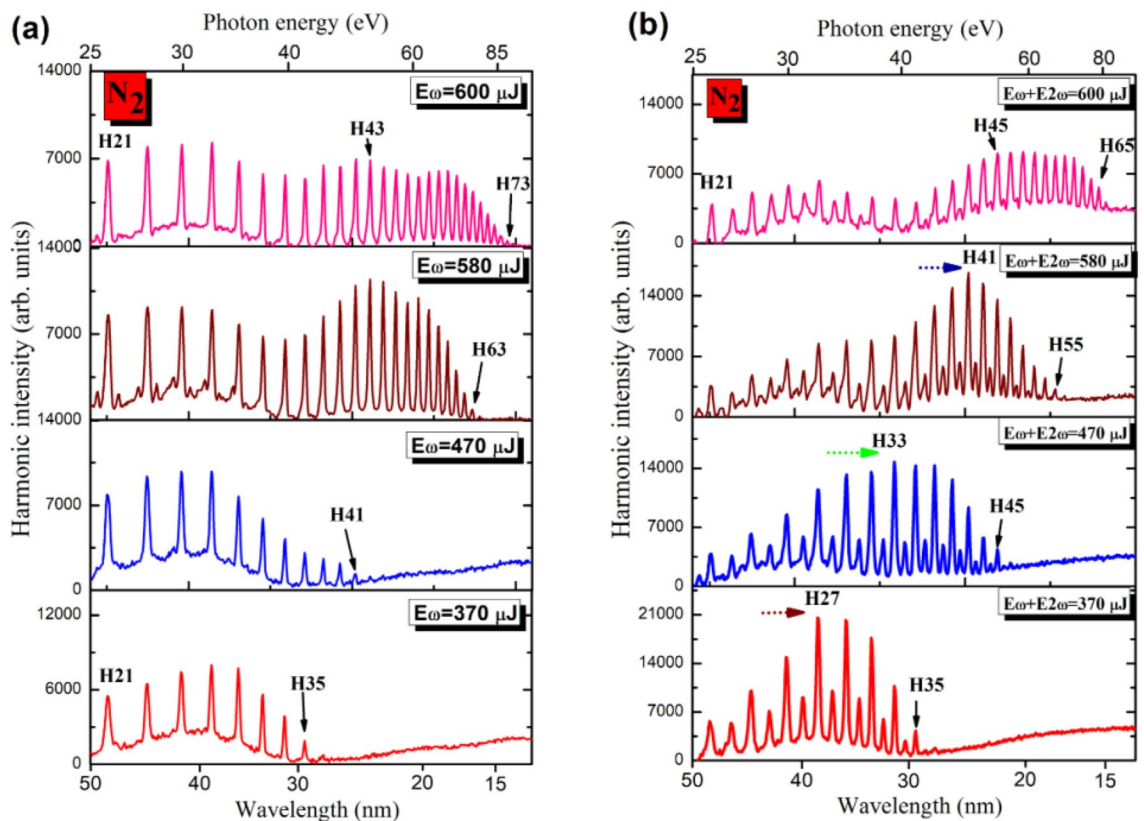 (a)
Photon energy (eV)
25 30 40 60 85
14000
N2
Eω=600 μJ
H21
H43
H73
7000
14000
Eω=580 μJ
H63
7000
14000
Eω=470 μJ
H41
7000
0
12000
Eω=370 μJ
H21
H35
6000
0
50 40 30 20 15
Wavelength (nm)
Harmonic intensity (arb. units)
(b)
Photon energy (eV)
25 30 40 60 80
14000
N2
Eω+E2ω=600 μJ
H45
H65
H21
7000
0
Eω+E2ω=580 μJ
H41
14000
H55
7000
0
Eω+E2ω=470 μJ
H33
14000
H45
7000
0
Eω+E2ω=370 μJ
H27
21000
14000
H35
7000
0
50 40 30 20
Wavelength (nm)
Harmonic intensity (arb. units)